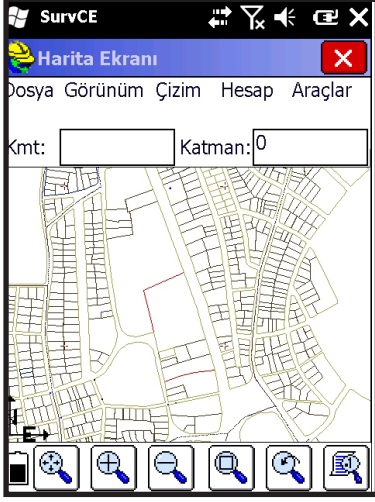 SurvCE
Harita Ekranı
Dosya Görünüm Çizim Hesap Araçlar
Kmt: Katman: 0
E